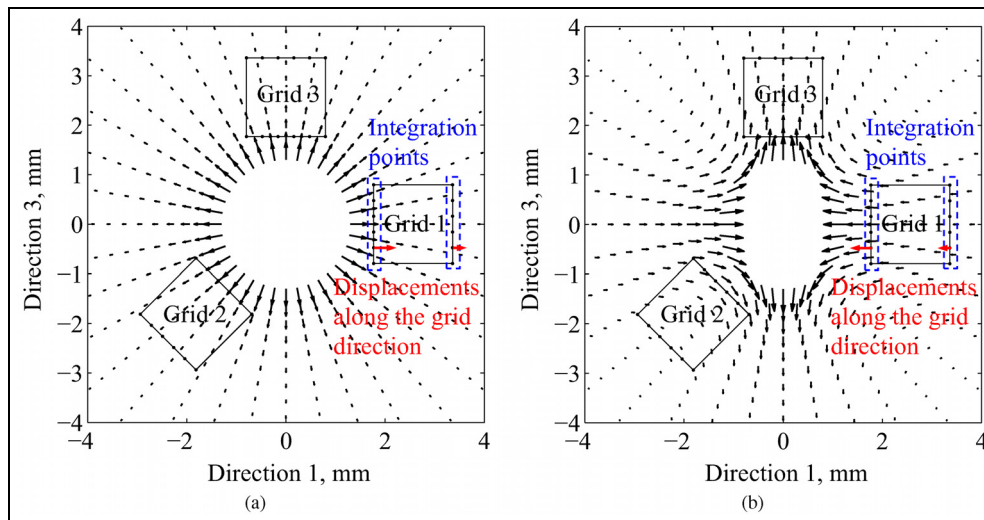 4
3
2
1
0
−1
−2
−3
−4
Direction 3, mm
Grid 3
Integration
points
Grid 1
Grid 2
Displacements
along the grid
direction
−4
−2
0
2
4
Direction 1, mm
(a)
4
3
2
1
0
−1
−2
−3
−4
Direction 3, mm
Grid 3
Integration
points
Grid 1
Grid 2
Displacements
along the grid
direction
−4
−2
0
2
4
Direction 1, mm
(b)